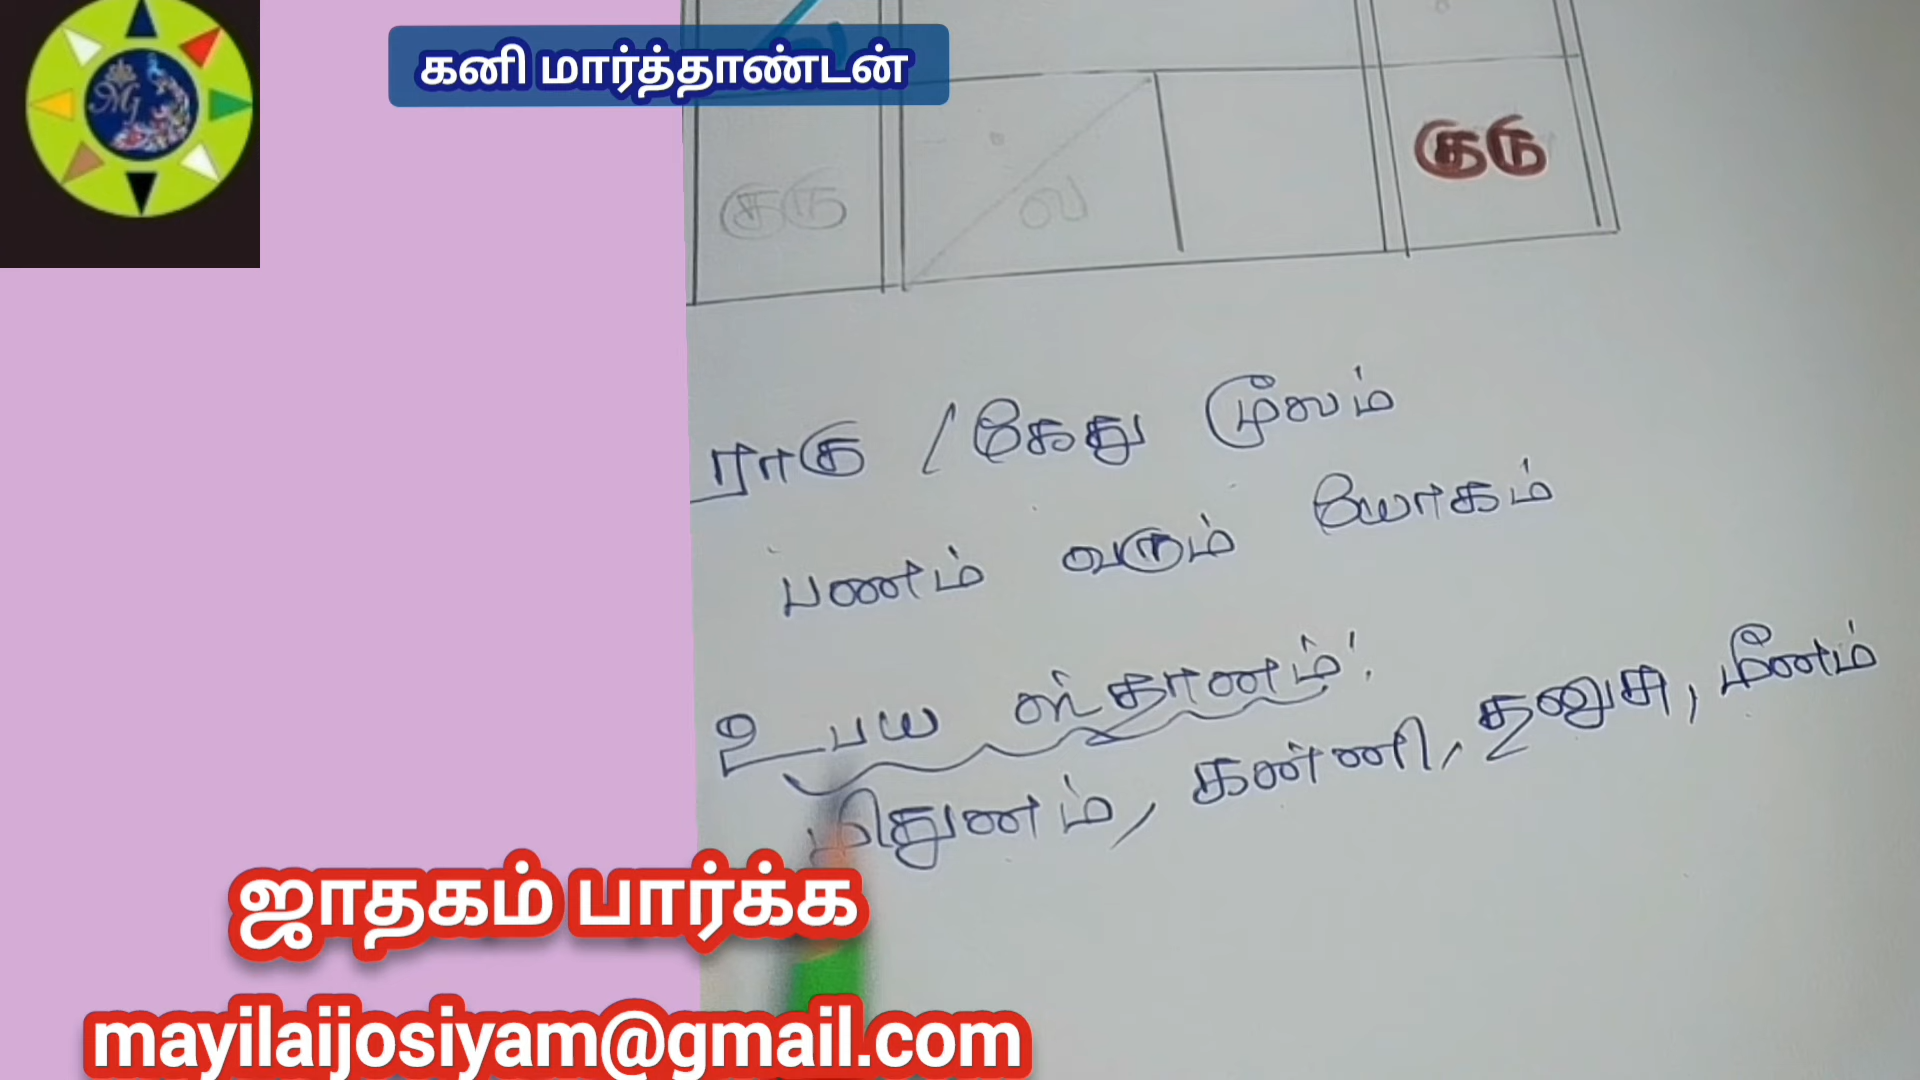 கனி மார்த்தாண்டன்
குரு
குரு
ல
ராகு / கேது மூலம்
பணம் வரும் யோகம்
உபய ஸ்தானம்.
மிதுனம், கன்னி, தனுசு, மீனம்
ஜாதகம் பார்க்க
mayilaijosiyam@gmail.com